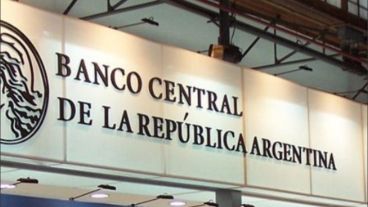 BANCO CENTRAL
DE LA REPÚBLICA ARGENTINA